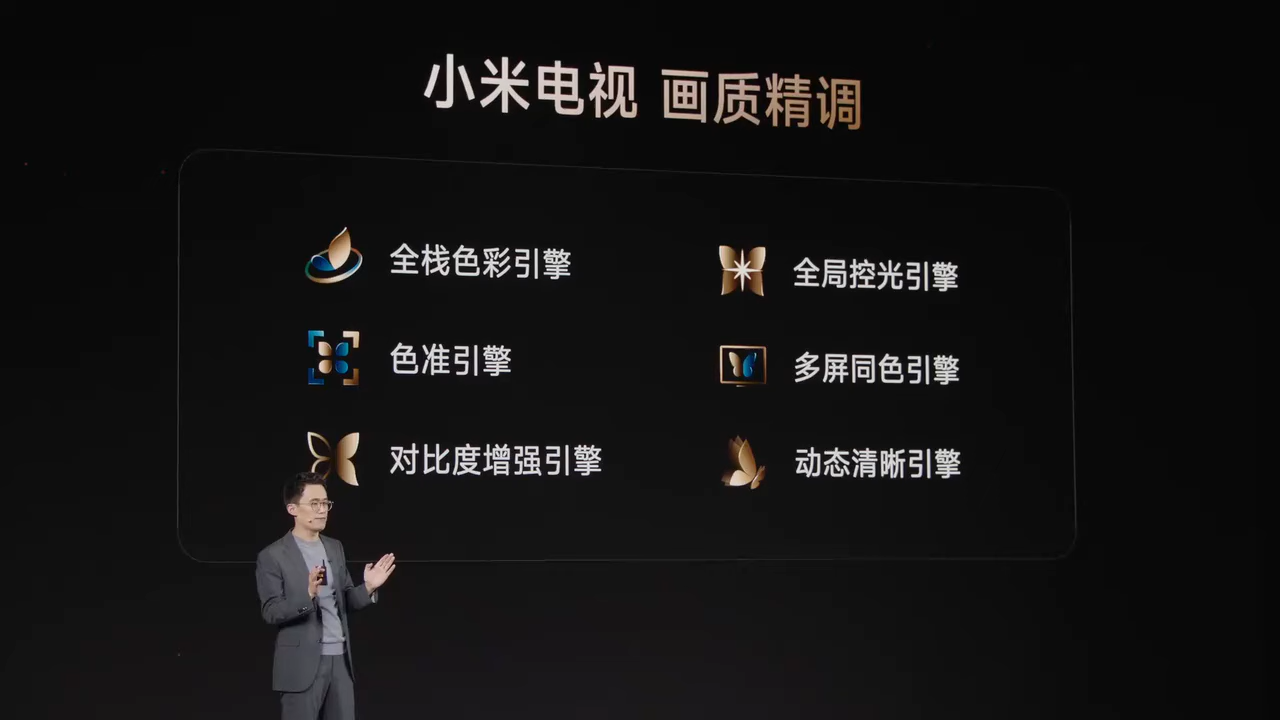 小米电视 画质精调
全栈色彩引擎
全局控光引擎
色准引擎
多屏同色引擎
对比度增强引擎
动态清晰引擎